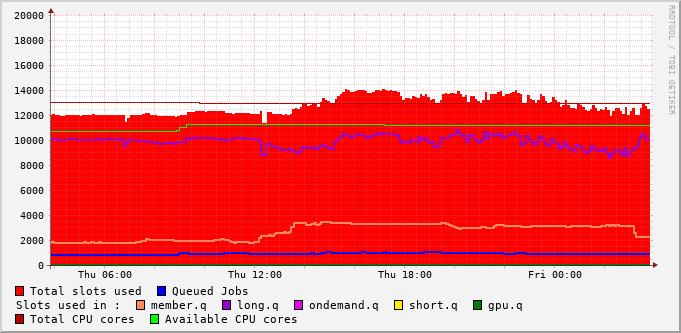 20000
18000
16000
14000
12000
10000
8000
6000
4000
2000
0
Thu 06:00 Thu 12:00 Thu 18:00 Fri 00:00
RRDTOOL / TOBI OETIKER
Total slots used Queued Jobs
Slots used in : member.q long.q ondemand.q short.q gpu.q
Total CPU cores Available CPU cores